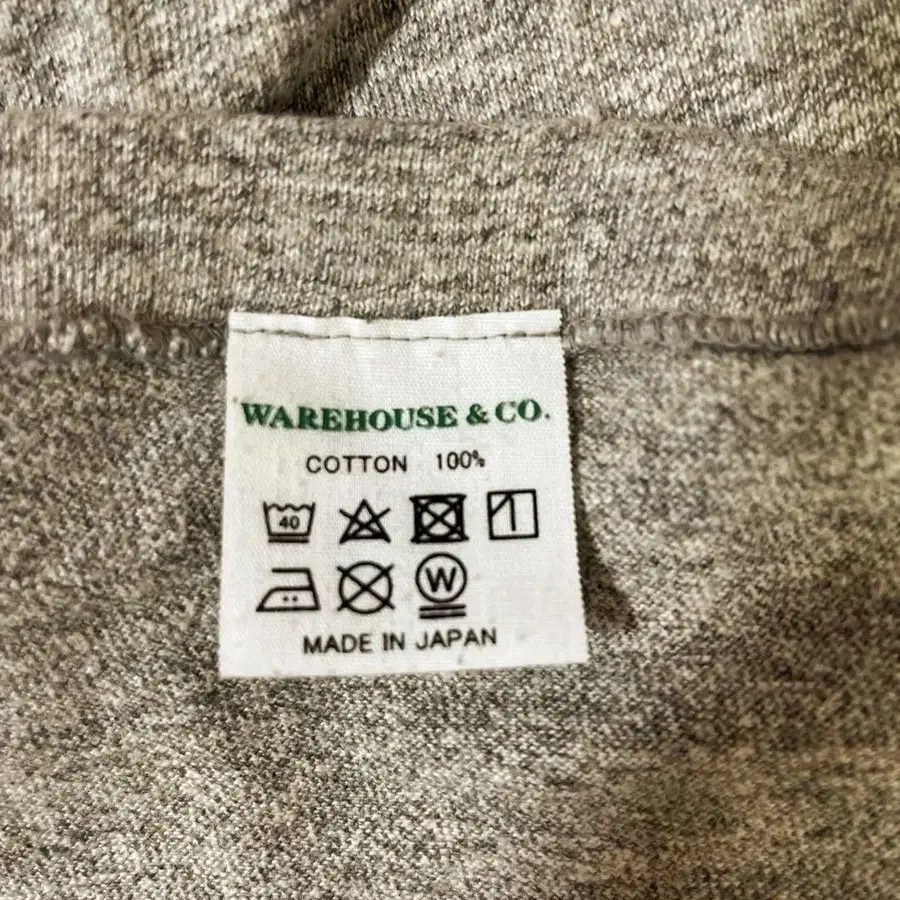 WAREHOUSE & CO.
COTTON 100%
40
W
MADE IN JAPAN